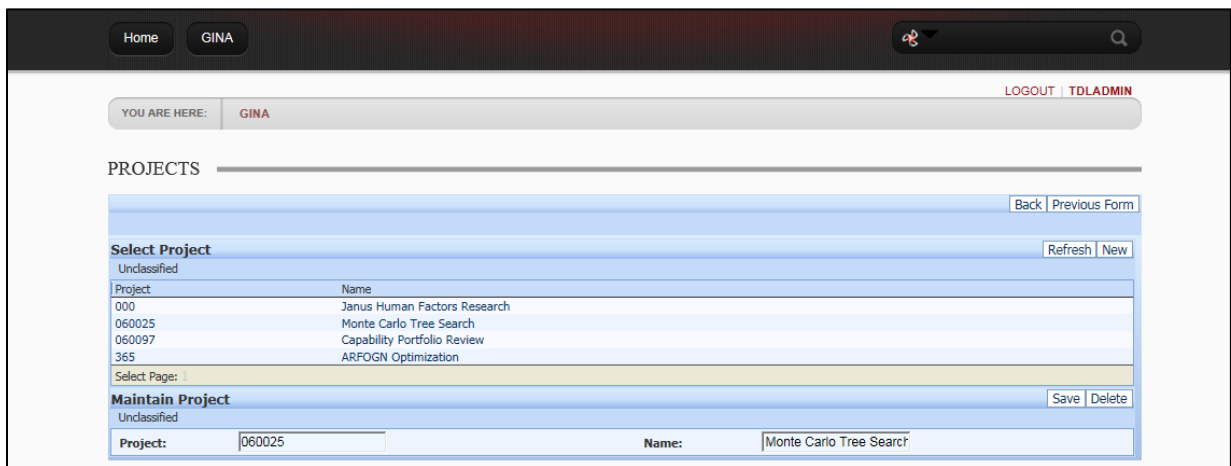 Home GINA
LOGOUT | TDLADMIN
YOU ARE HERE: GINA
PROJECTS
Back Previous Form
Select Project Refresh New
Unclassified
Project Name
000 Janus Human Factors Research
060025 Monte Carlo Tree Search
060097 Capability Portfolio Review
365 ARFOGN Optimization
Select Page: 1
Maintain Project Save Delete
Unclassified
Project: 060025 Name: Monte Carlo Tree Search